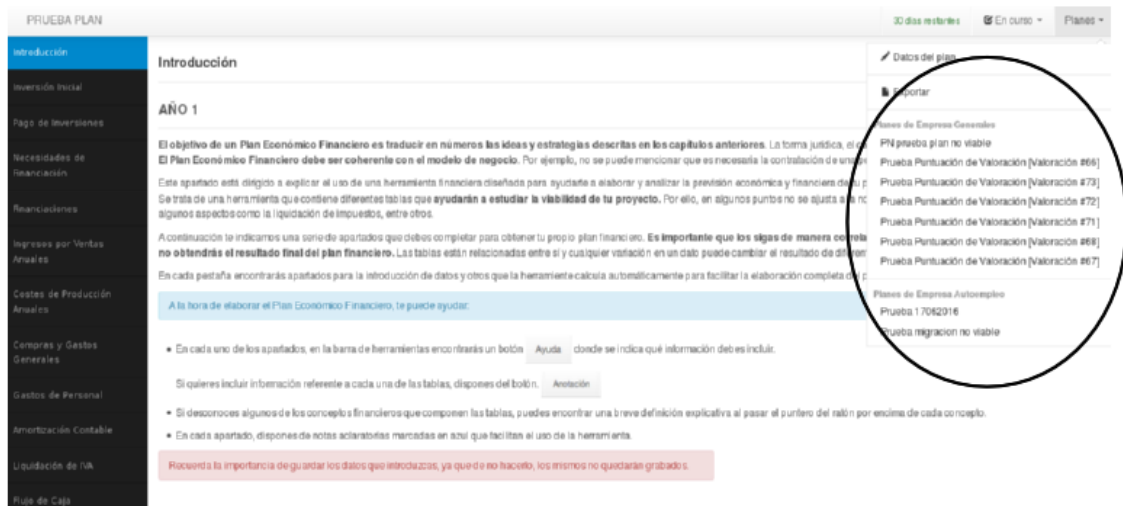 PRUEBA PLAN
30 días restantes
En curso
Planes
Introducción
Inversión Inicial
Pago de Inversiones
Necesidades de
Financiación
Financiaciones
Ingresos por Ventas
Anuales
Costes de Producción
Anuales
Compras y Gastos
Generales
Gastos de Personal
Amortización Contable
Liquidación de IVA
Flujo de Caja
Introducción
AÑO 1
El objetivo de un Plan Económico Financiero es traducir en números las ideas y estrategias descritas en los capítulos anteriores. La forma jurídica, el
El Plan Económico Financiero debe ser coherente con el modelo de negocio. Por ejemplo, no se puede mencionar que es necesaria la contratación de una
Este apartado está dirigido a explicar el uso de una herramienta financiera diseñada para ayudarte a elaborar y analizar la previsión económica y financiera de
Se trata de una herramienta que contiene diferentes tablas que ayudarán a estudiar la viabilidad de tu proyecto. Por ello, en algunos puntos no se ajusta a
algunos aspectos como la liquidación de impuestos, entre otros.
A continuación te indicamos una serie de apartados que debes completar para obtener tu propio plan financiero. Es importante que los sigas de manera
no obtendrás el resultado final del plan financiero. Las tablas están relacionadas entre sí y cualquier variación en un dato puede cambiar el resultado de
En cada pestaña encontrarás apartados para la introducción de datos y otros que la herramienta calcula automáticamente para facilitar la elaboración completa del
A la hora de elaborar el Plan Económico Financiero, te puede ayudar:
En cada uno de los apartados, en la barra de herramientas encontrarás un botón Ayuda donde se indica qué información debes incluir.
Si quieres incluir información referente a cada una de las tablas, dispones del botón. Anotación
Si desconoces algunos de los conceptos financieros que componen las tablas, puedes encontrar una breve definición explicativa al pasar el puntero del ratón por encima de cada concepto.
En cada apartado, dispones de notas aclaratorias marcadas en azul que facilitan el uso de la herramienta.
Recuerda la importancia de guardar los datos que introduzcas, ya que de no hacerlo, los mismos no quedarán grabados.
Datos del plan
Exportar
Planes de Empresa Generales
PN prueba plan no viable
Prueba Puntuación de Valoración [Valoración #66]
Prueba Puntuación de Valoración [Valoración #73]
Prueba Puntuación de Valoración [Valoración #72]
Prueba Puntuación de Valoración [Valoración #71]
Prueba Puntuación de Valoración [Valoración #68]
Prueba Puntuación de Valoración [Valoración #67]
Planes de Empresa Autoempleo
Prueba 17062016
Prueba migracion no viable